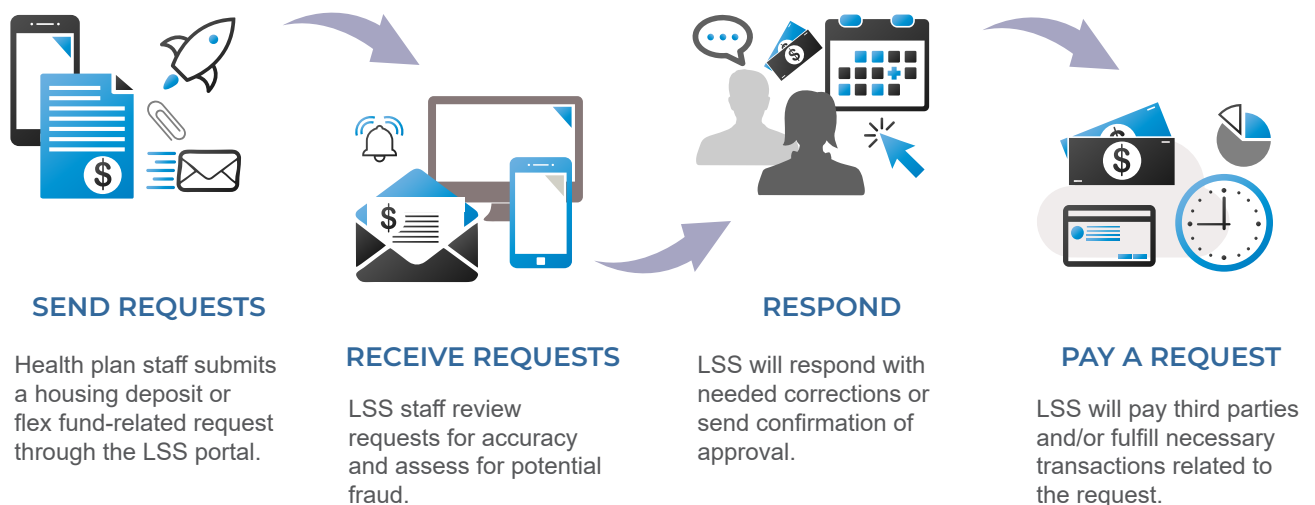 SEND REQUESTS
Health plan staff submits
a housing deposit or
flex fund-related request
through the LSS portal.
RECEIVE REQUESTS
LSS staff review
requests for accuracy
and assess for potential
fraud.
RESPOND
LSS will respond with
needed corrections or
send confirmation of
approval.
PAY A REQUEST
LSS will pay third parties
and/or fulfill necessary
transactions related to
the request.
$
$
$
$